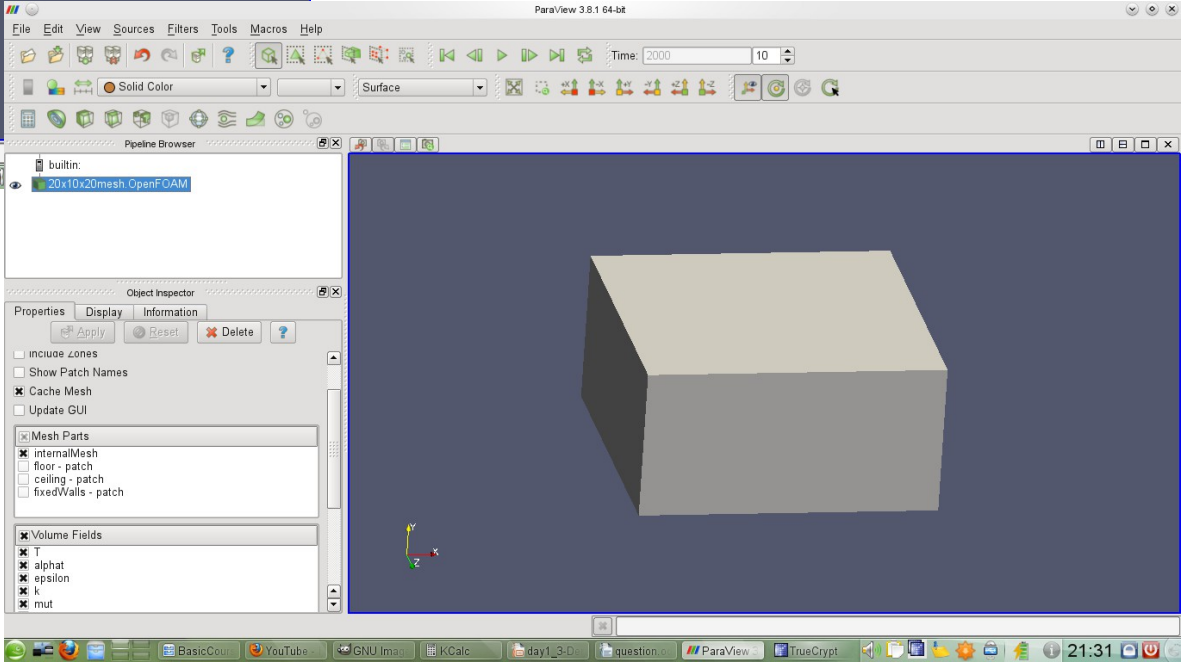 ParaView 3.8.1 64-bit
File Edit View Sources Filters Tools Macros Help
Time: 2000 10
Solid Color Surface
Pipeline Browser
builtin:
20x10x20mesh.OpenFOAM
Object Inspector
Properties Display Information
Apply Reset Delete ?
Include Zones
Show Patch Names
Cache Mesh
Update GUI
Mesh Parts
internalMesh
floor - patch
ceiling - patch
fixedWalls - patch
Volume Fields
T
alphat
epsilon
k
mut
Y
X
Z
BasicCour YouTube - GNU Imag KCalc day1_3-De question.o ParaView TrueCrypt 21:31